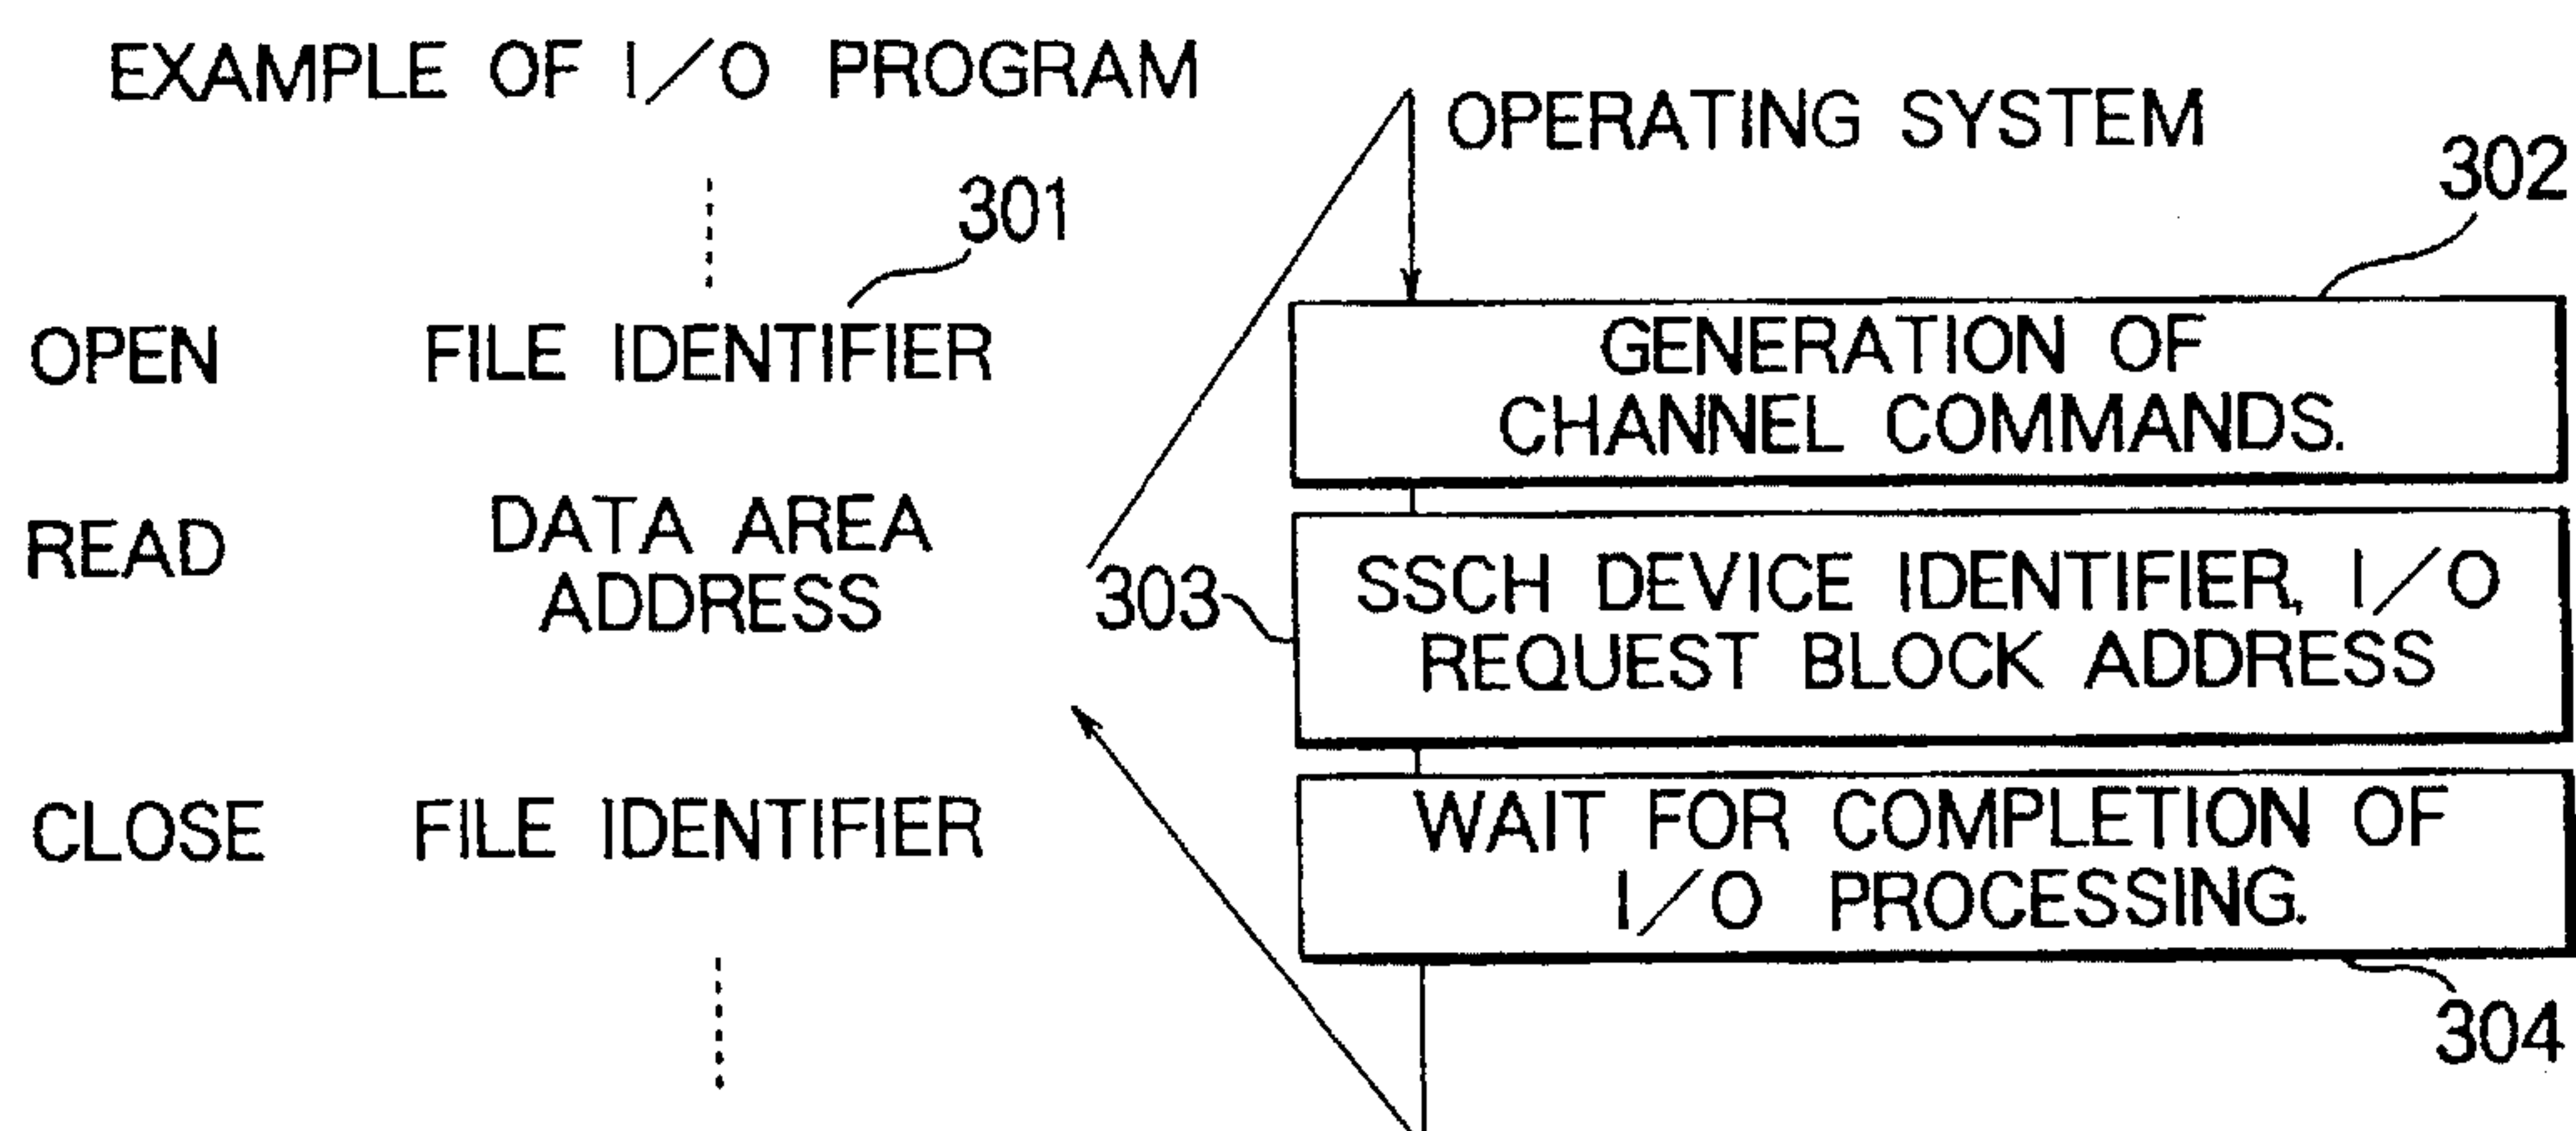 EXAMPLE OF I/O PROGRAM
301
OPEN FILE IDENTIFIER
READ DATA AREA
ADDRESS
CLOSE FILE IDENTIFIER
OPERATING SYSTEM
302
GENERATION OF
CHANNEL COMMANDS.
303
SSCH DEVICE IDENTIFIER, I/O
REQUEST BLOCK ADDRESS
WAIT FOR COMPLETION OF
I/O PROCESSING.
304